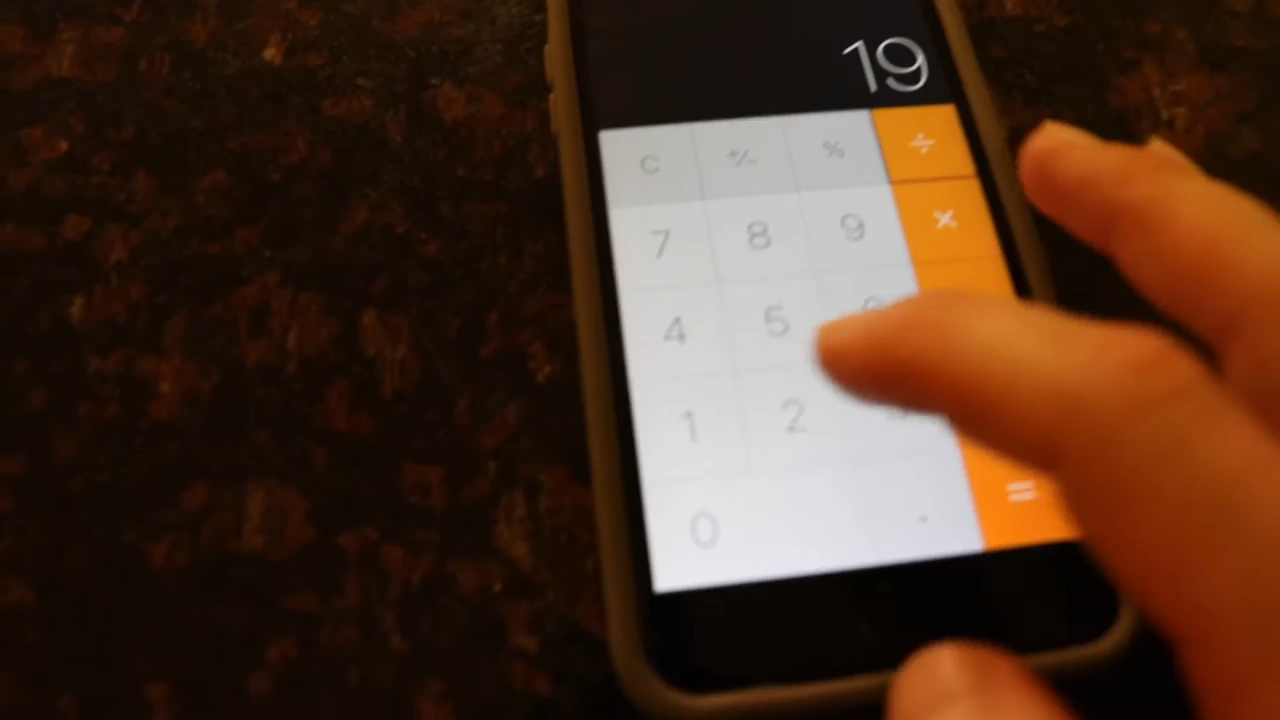 19
C +/- % ÷
7 8 9 ×
4 5
1 2
0 . =